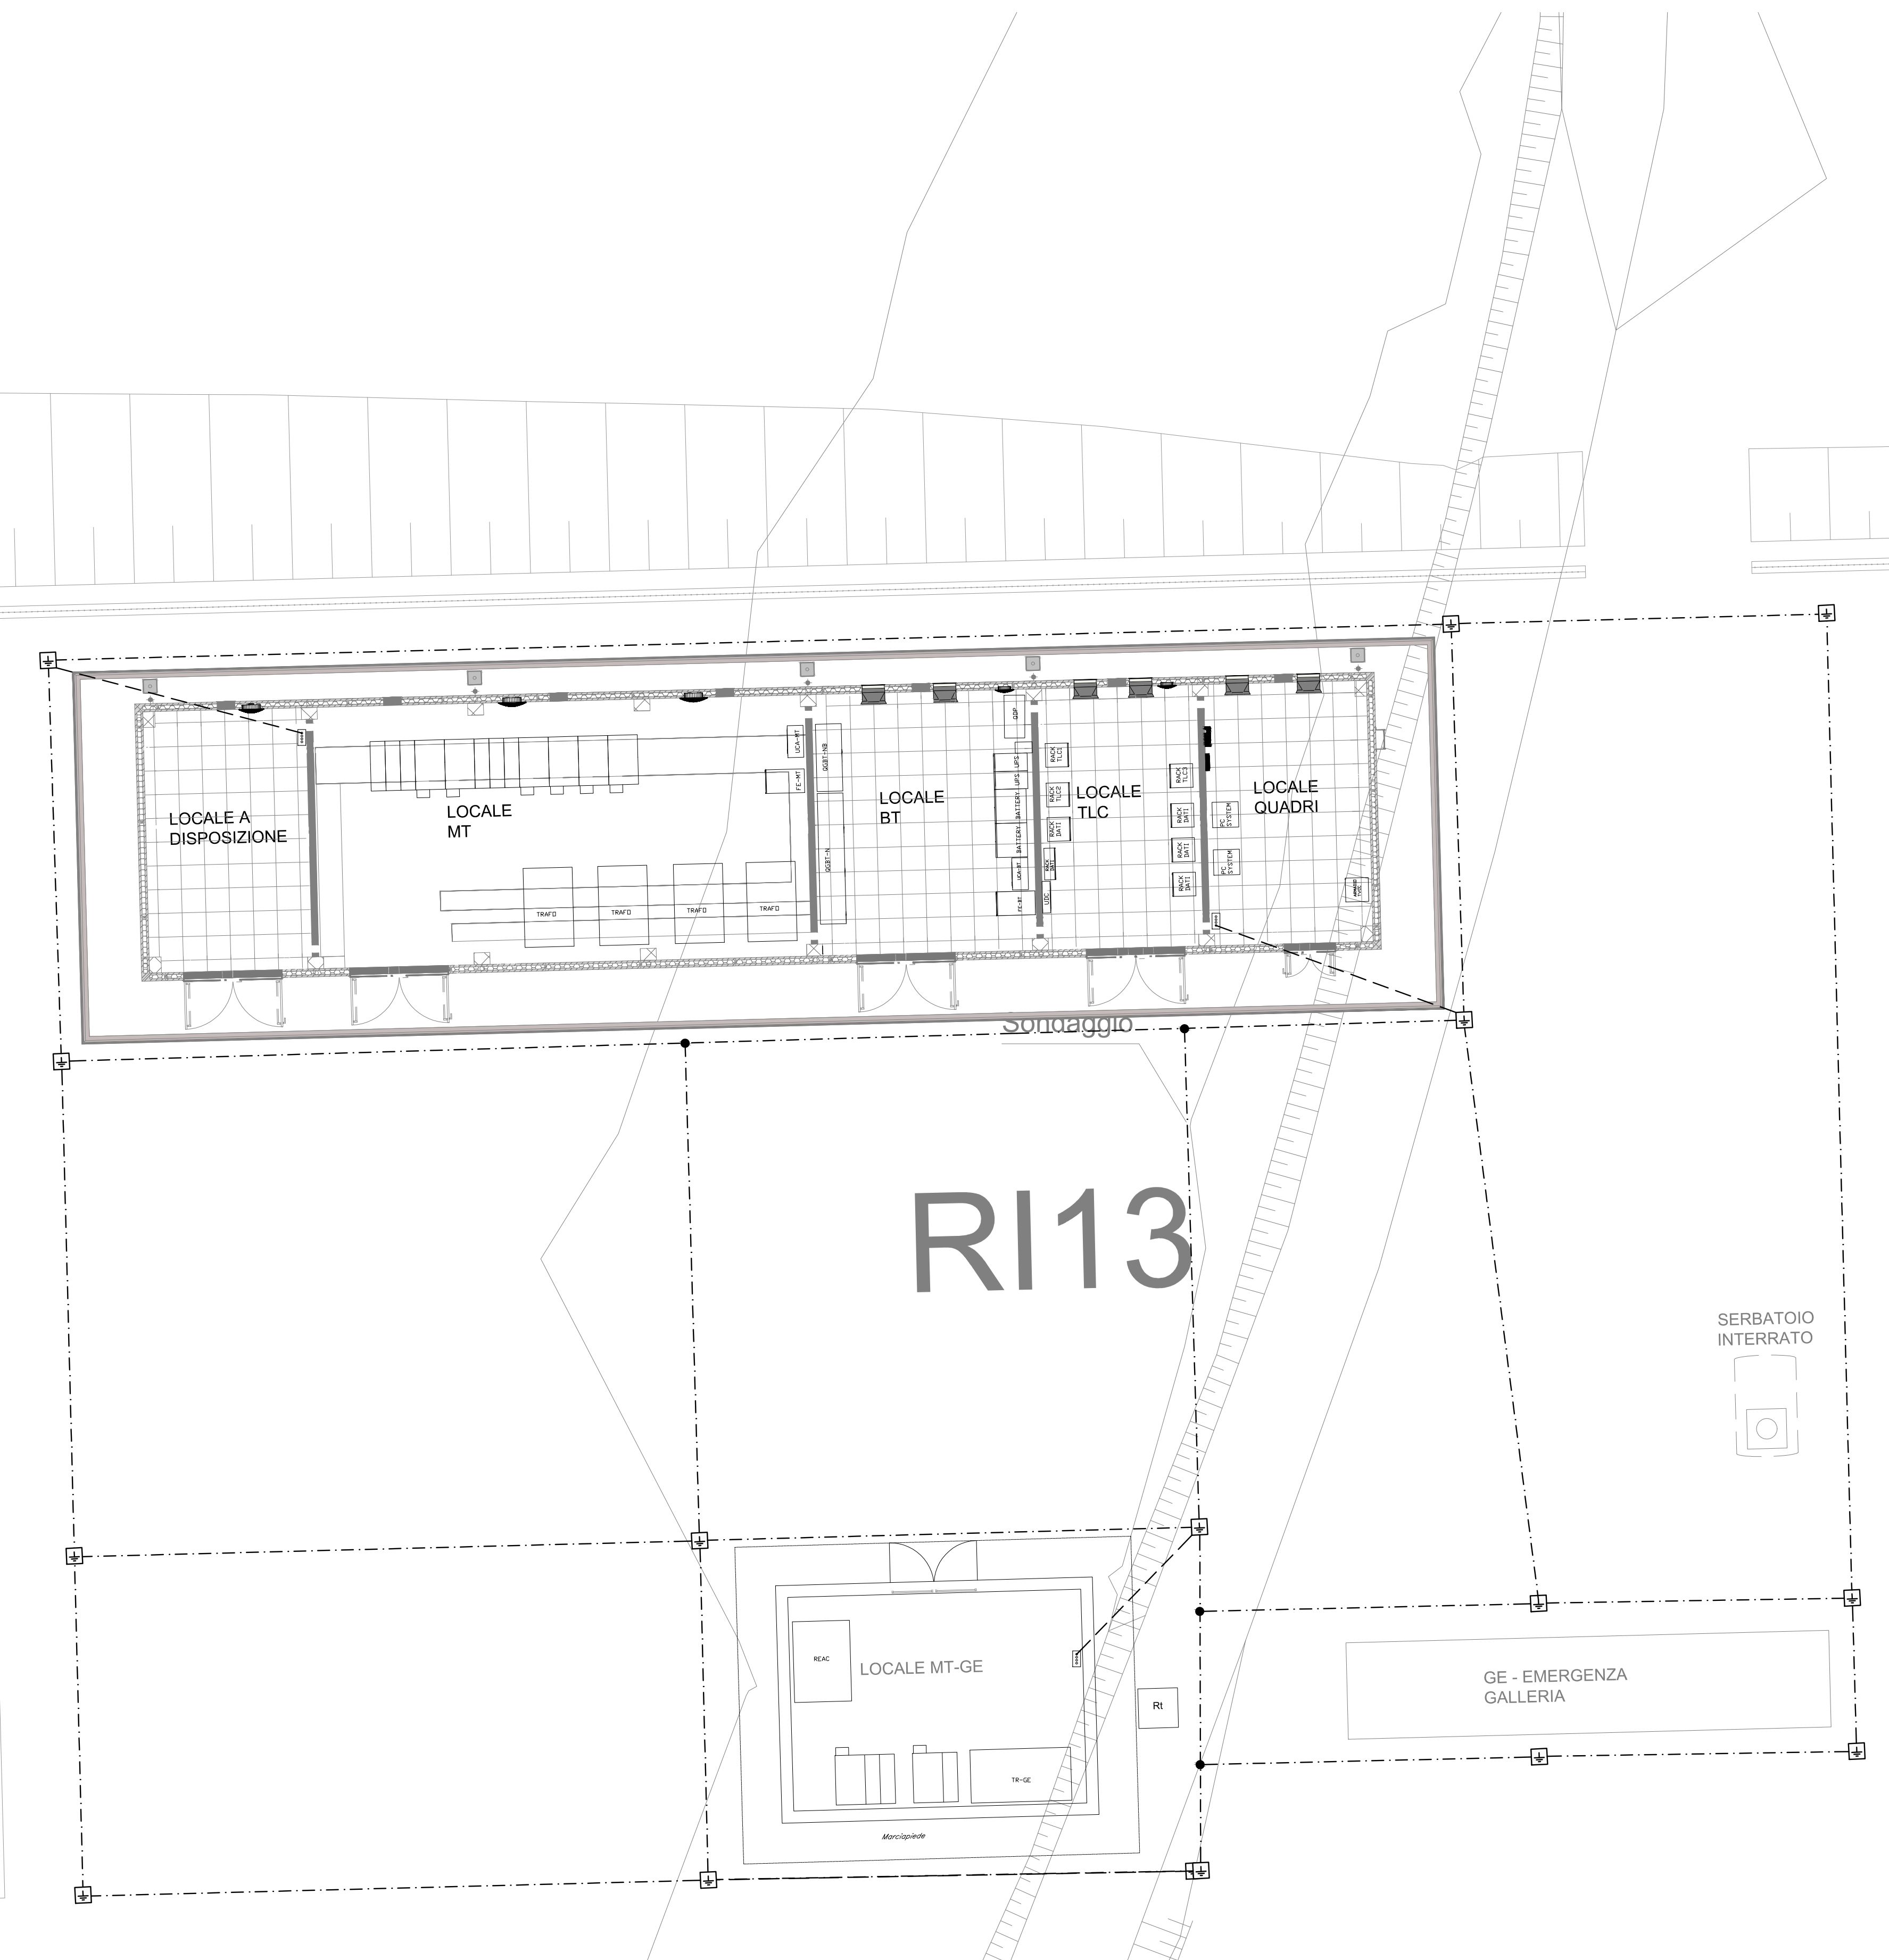 LOCALE A
DISPOSIZIONE
LOCALE
MT
UCA-MT
FE-MT
QGBT-NB
QGBT-N
TRAFO
TRAFO
TRAFO
TRAFO
LOCALE
BT
QDP
UPS
UPS
BATTERY
BATTERY
UCA-BT
FE-BT
RACK
TLC1
RACK
TLC2
RACK
DATI
RACK
DATI
UDC
LOCALE
TLC
RACK
TLC3
RACK
DATI
RACK
DATI
RACK
DATI
LOCALE
QUADRI
PC
SYSTEM
PC
SYSTEM
ARMADIO
Sondaggio
RI13
SERBATOIO
INTERRATO
REAC
LOCALE MT-GE
TR-GE
Marciapiede
Rt
GE - EMERGENZA
GALLERIA